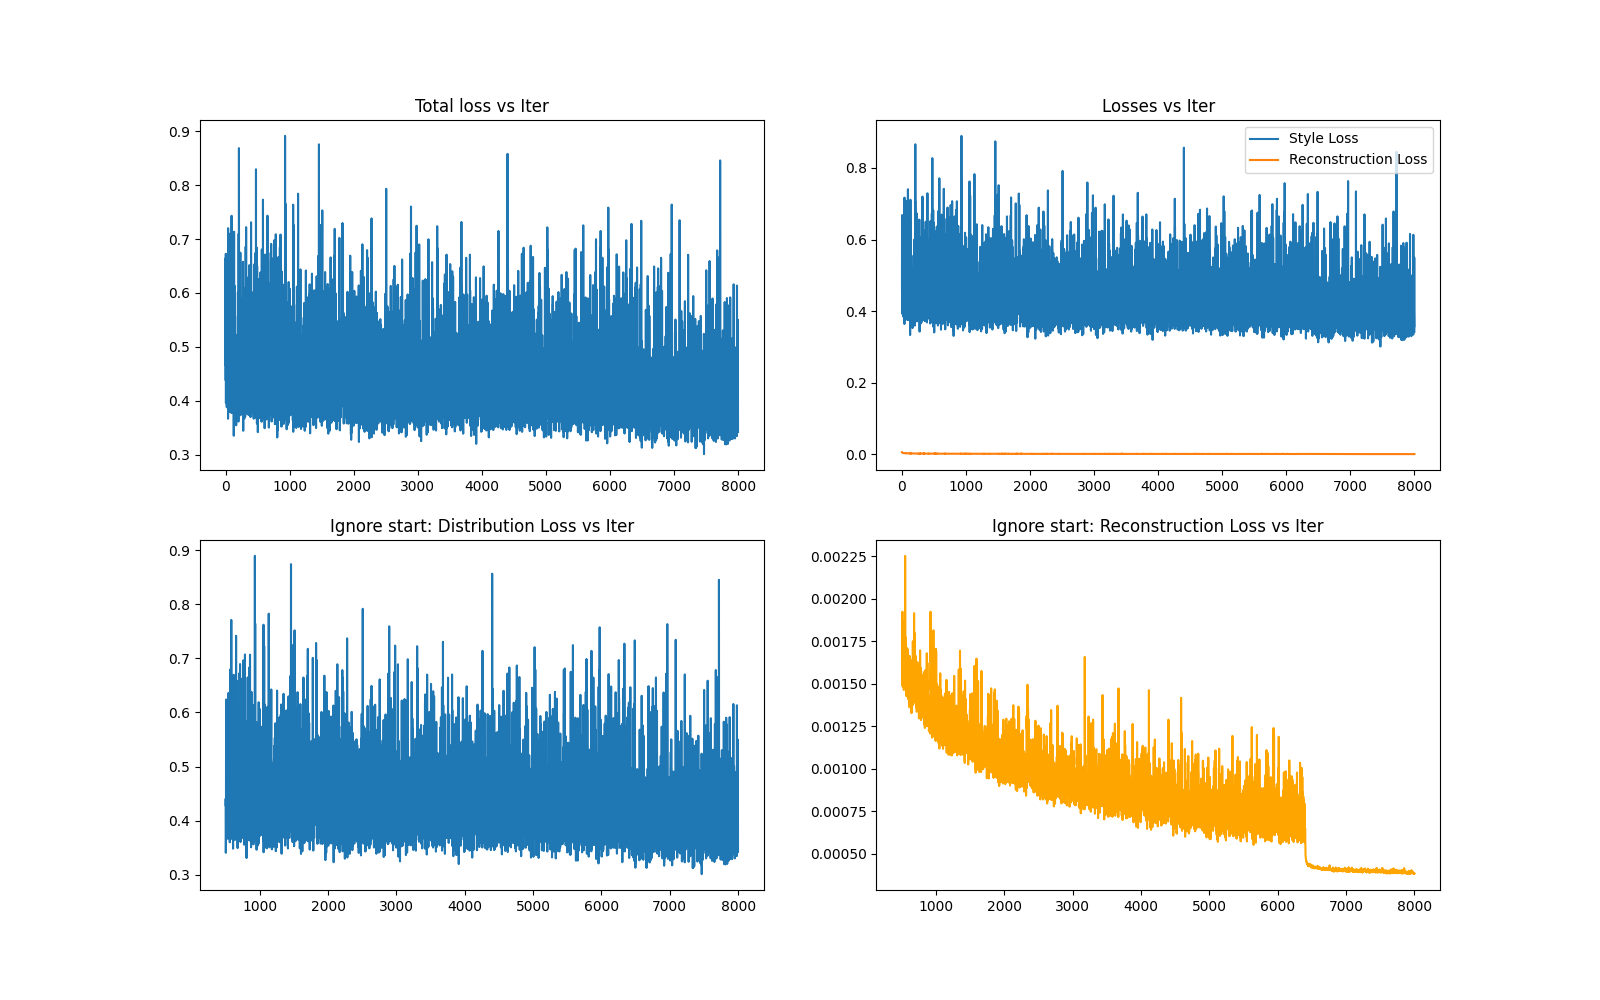 Total loss vs Iter
0.9
0.8
0.7
0.6
0.5
0.4
0.3
0 1000 2000 3000 4000 5000 6000 7000 8000
Losses vs Iter
Style Loss
Reconstruction Loss
0.8
0.6
0.4
0.2
0.0
0 1000 2000 3000 4000 5000 6000 7000 8000
Ignore start: Distribution Loss vs Iter
0.9
0.8
0.7
0.6
0.5
0.4
0.3
1000 2000 3000 4000 5000 6000 7000 8000
Ignore start: Reconstruction Loss vs Iter
0.00225
0.00200
0.00175
0.00150
0.00125
0.00100
0.00075
0.00050
1000 2000 3000 4000 5000 6000 7000 8000